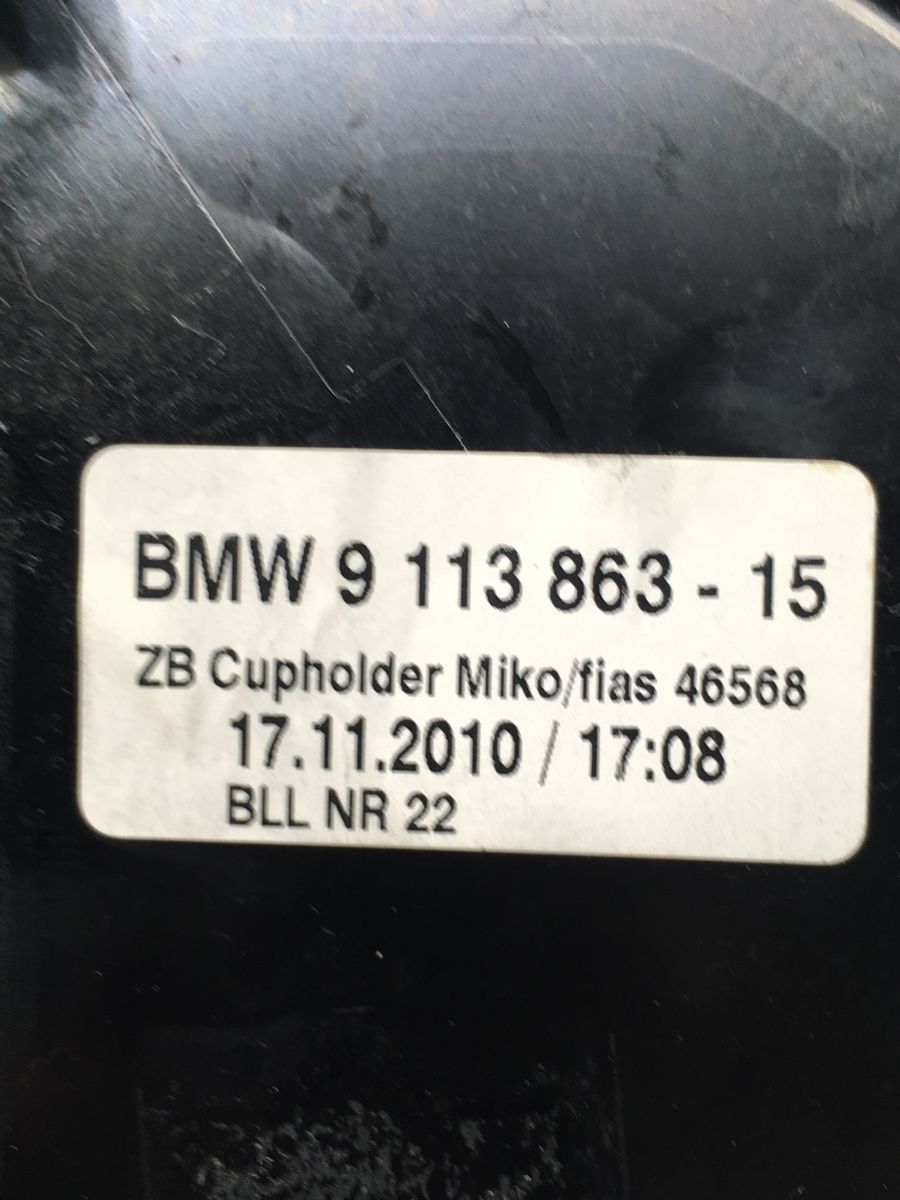 BMW 9 113 863 - 15
ZB Cupholder Miko/fias 46568
17.11.2010 / 17:08
BLL NR 22